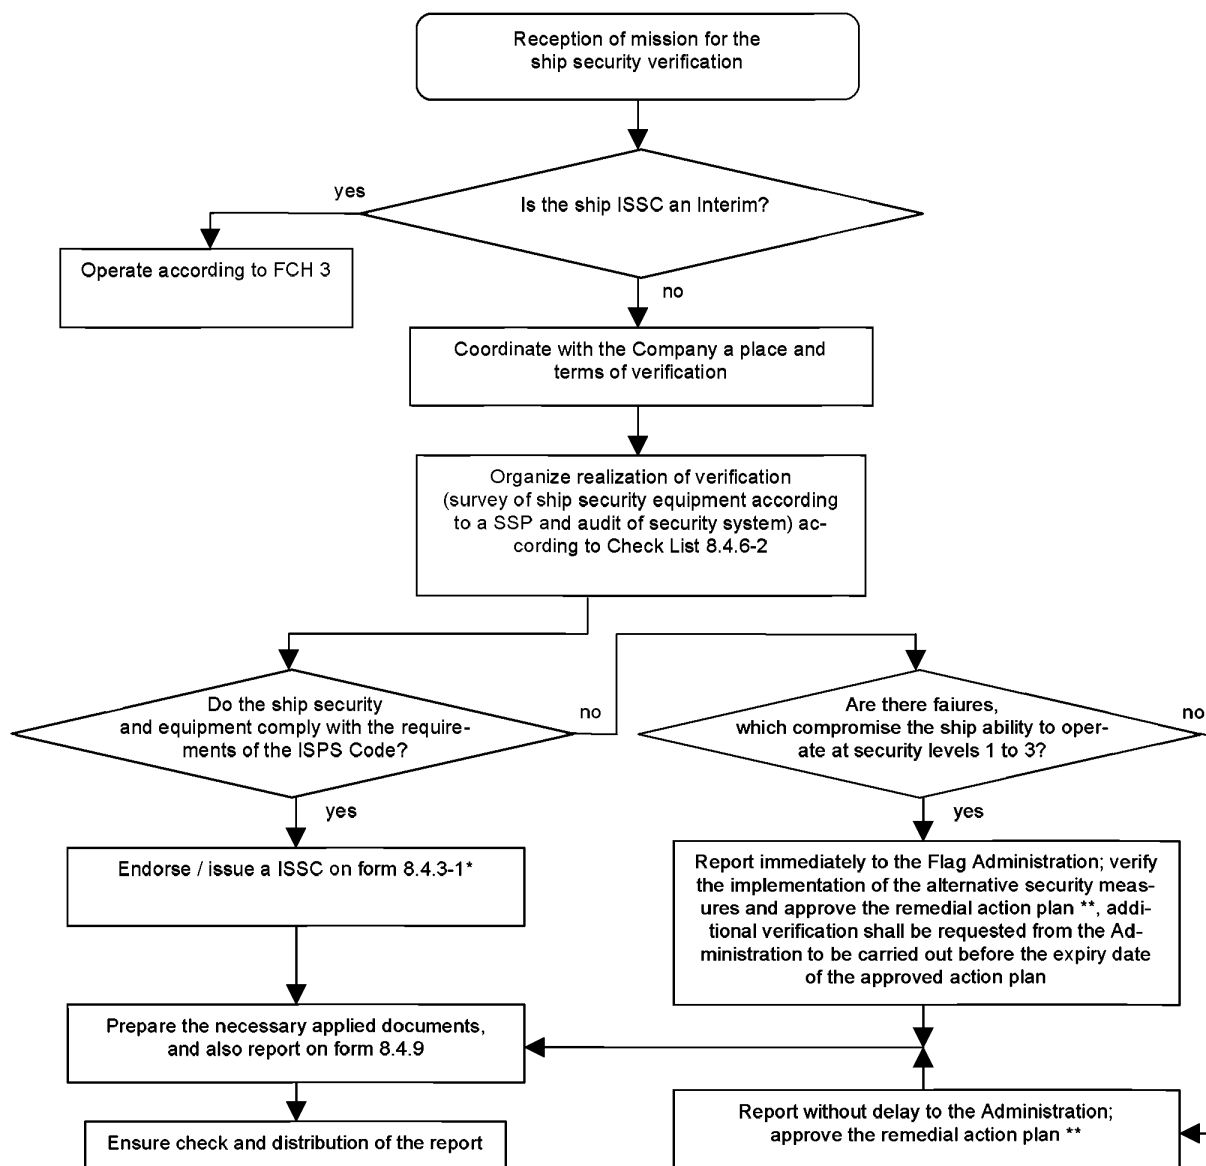 Reception of mission for the
ship security verification
yes
Is the ship ISSC an Interim?
Operate according to FCH 3
no
Coordinate with the Company a place and
terms of verification
Organize realization of verification
(survey of ship security equipment according
to a SSP and audit of security system) ac-
cording to Check List 8.4.6-2
Do the ship security
and equipment comply with the require-
ments of the ISPS Code?
no
Are there faiures,
which compromise the ship ability to oper-
ate at security levels 1 to 3?
no
yes
yes
Endorse / issue a ISSC on form 8.4.3-1*
Report immediately to the Flag Administration; verify
the implementation of the alternative security meas-
ures and approve the remedial action plan **, addi-
tional verification shall be requested from the Ad-
ministration to be carried out before the expiry date
of the approved action plan
Prepare the necessary applied documents,
and also report on form 8.4.9
Report without delay to the Administration;
approve the remedial action plan **
Ensure check and distribution of the report